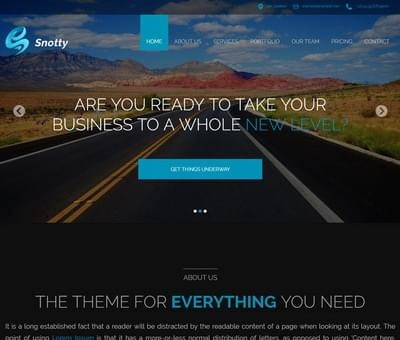 Snotty
HOME ABOUT US SERVICES PORTFOLIO OUR TEAM PRICING CONTACT
ARE YOU READY TO TAKE YOUR
BUSINESS TO A WHOLE NEW LEVEL?
GET THINGS UNDERWAY
ABOUT US
THE THEME FOR EVERYTHING YOU NEED
It is a long established fact that a reader will be distracted by the readable content of a page when looking at its layout. The
point of using Lorem Ipsum is that it has a more-or-less normal distribution of letters, as opposed to using 'Content here,